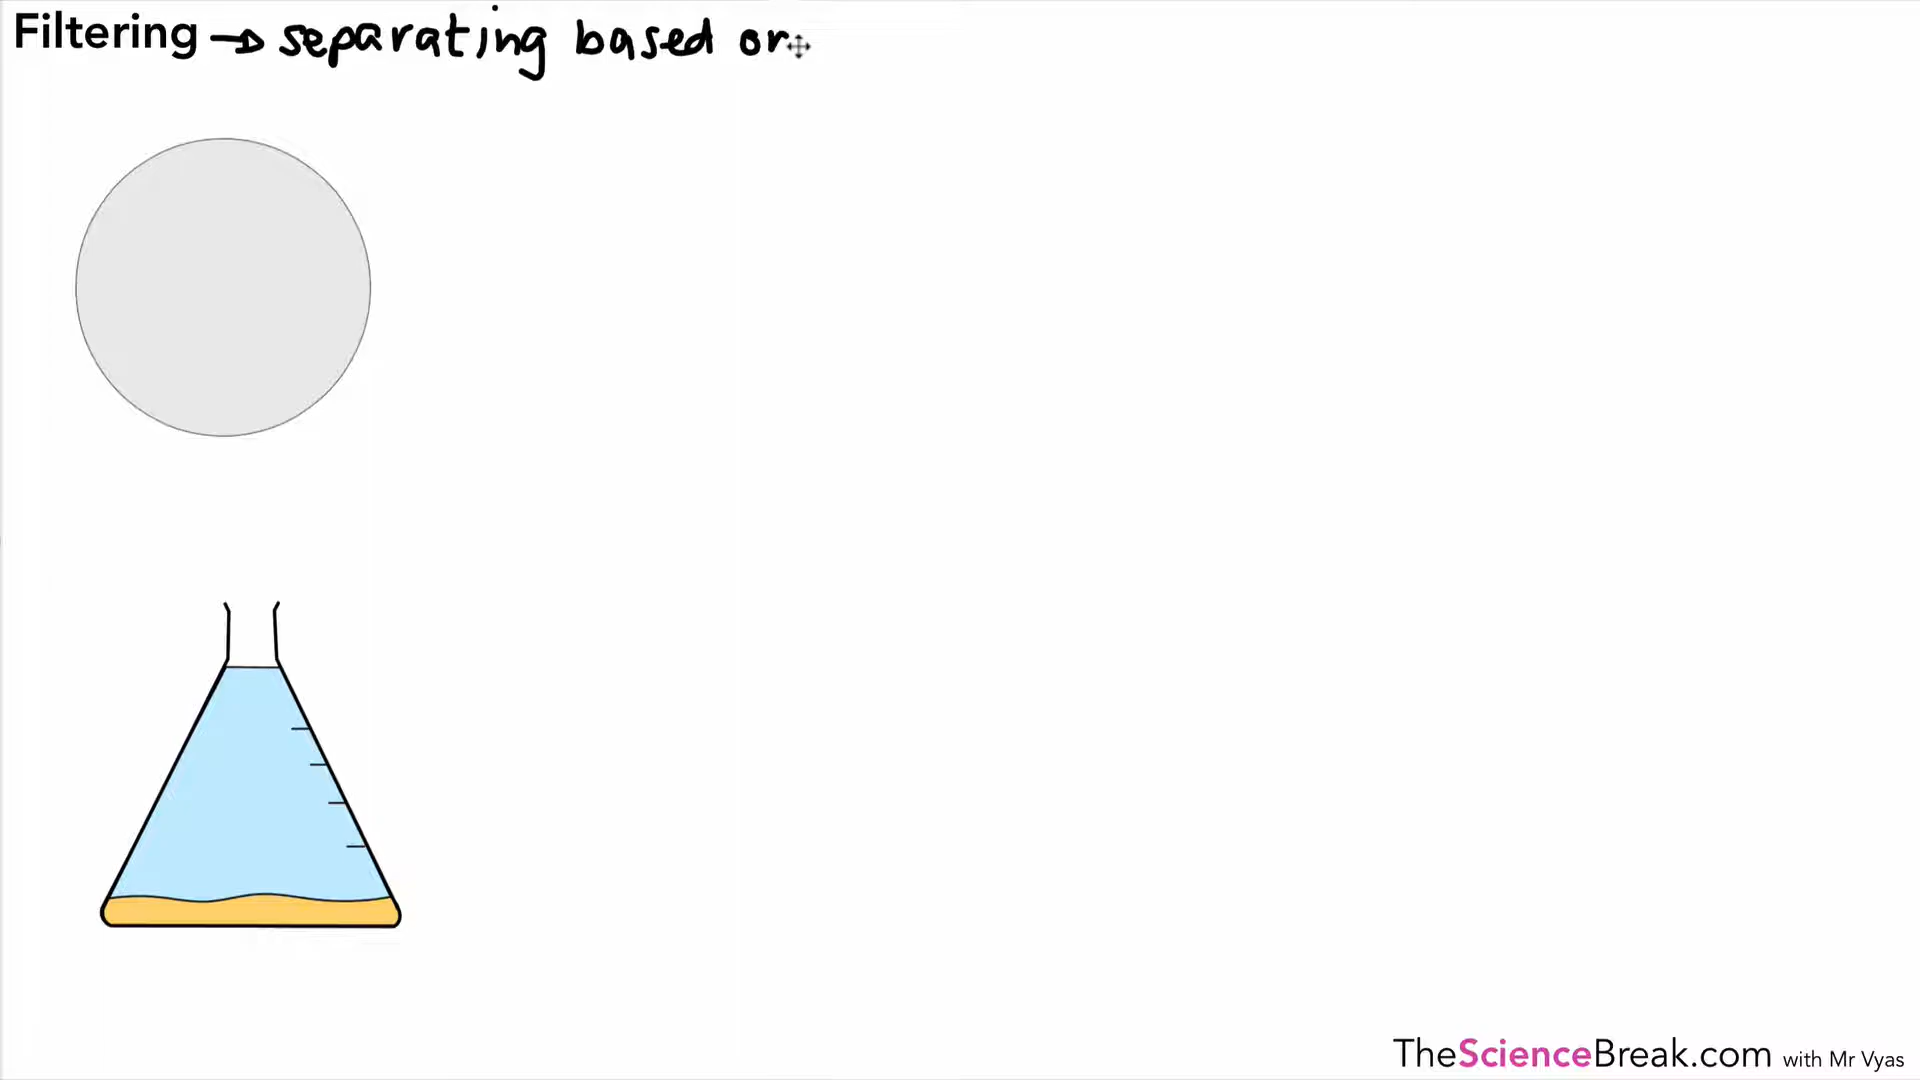 Filtering → separating based on
TheScienceBreak.com with Mr Vyas